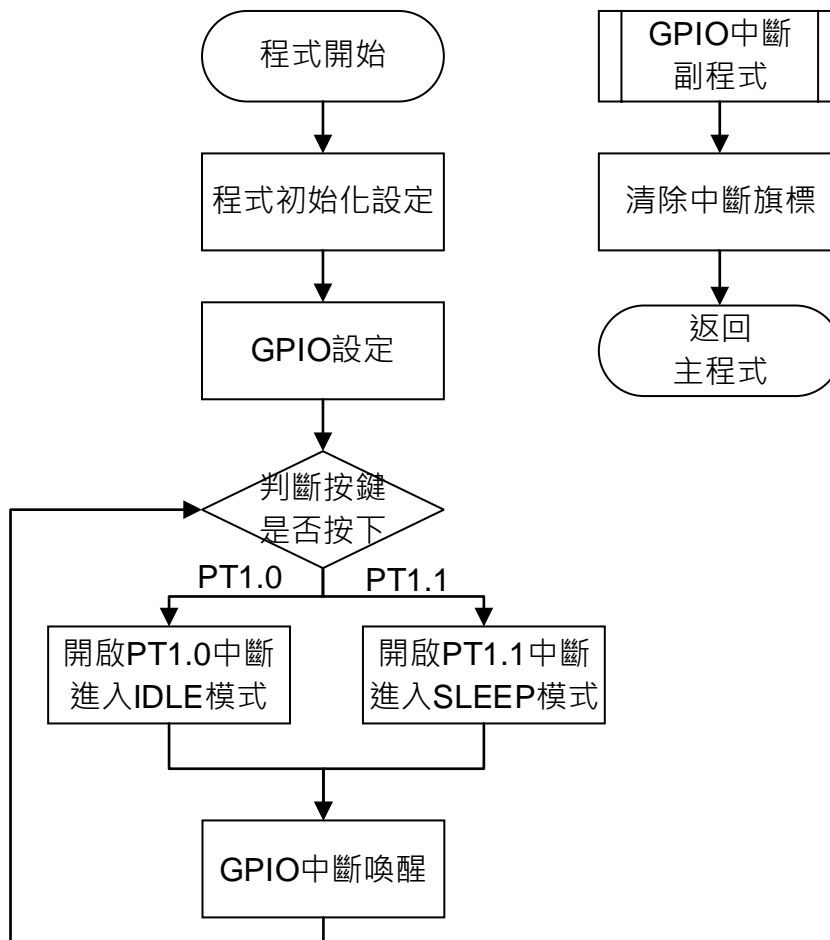 程式開始
程式初始化設定
GPIO設定
判斷按鍵
是否按下
PT1.0
PT1.1
開啟PT1.0中斷
進入IDLE模式
開啟PT1.1中斷
進入SLEEP模式
GPIO中斷喚醒
GPIO中斷
副程式
清除中斷旗標
返回
主程式